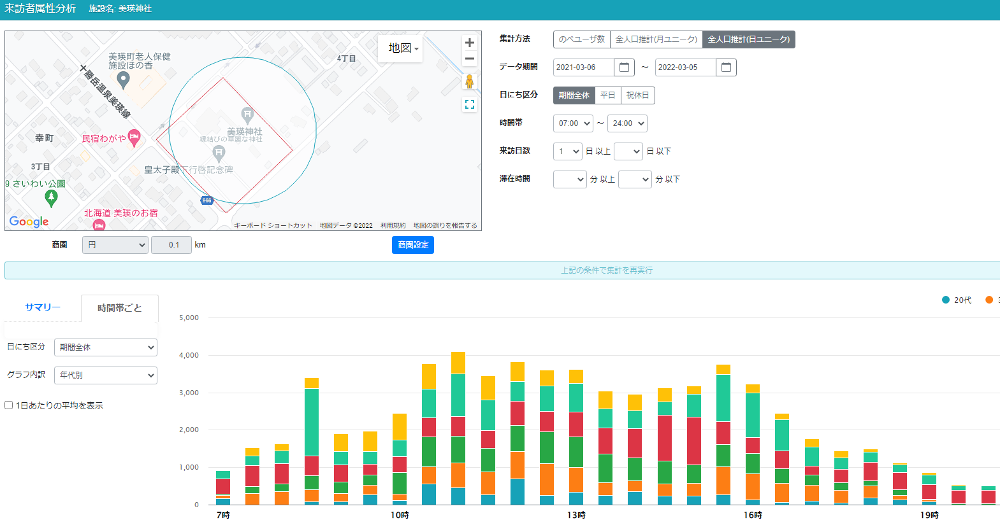 来訪者属性分析 施設名: 美瑛神社
美瑛町老人保健
施設ほの香
十勝岳温泉美瑛線
4丁目
地図
幸町
民宿わがや
美瑛神社
縁結びの華麗な神社
3丁目
皇太子殿下行啓記念碑
9 さいわい公園
966
北海道 美瑛のお宿
Google
キーボード ショートカット 地図データ ©2022 利用規約 地図の誤りを報告する
商圏 円 0.1 km 商圏設定
集計方法 のべユーザ数 全人口推計(月ユニーク) 全人口推計(日ユニーク)
データ期間 2021-03-06 ～ 2022-03-05
日にち区分 期間全体 平日 祝休日
時間帯 07:00 ～ 24:00
来訪日数 1 日 以上 日 以下
滞在時間 分 以上 分 以下
上記の条件で集計を再実行
サマリー 時間帯ごと
日にち区分 期間全体
グラフ内訳 年代別
1日あたりの平均を表示
20代
5,000
4,000
3,000
2,000
1,000
0
7時 10時 13時 16時 19時